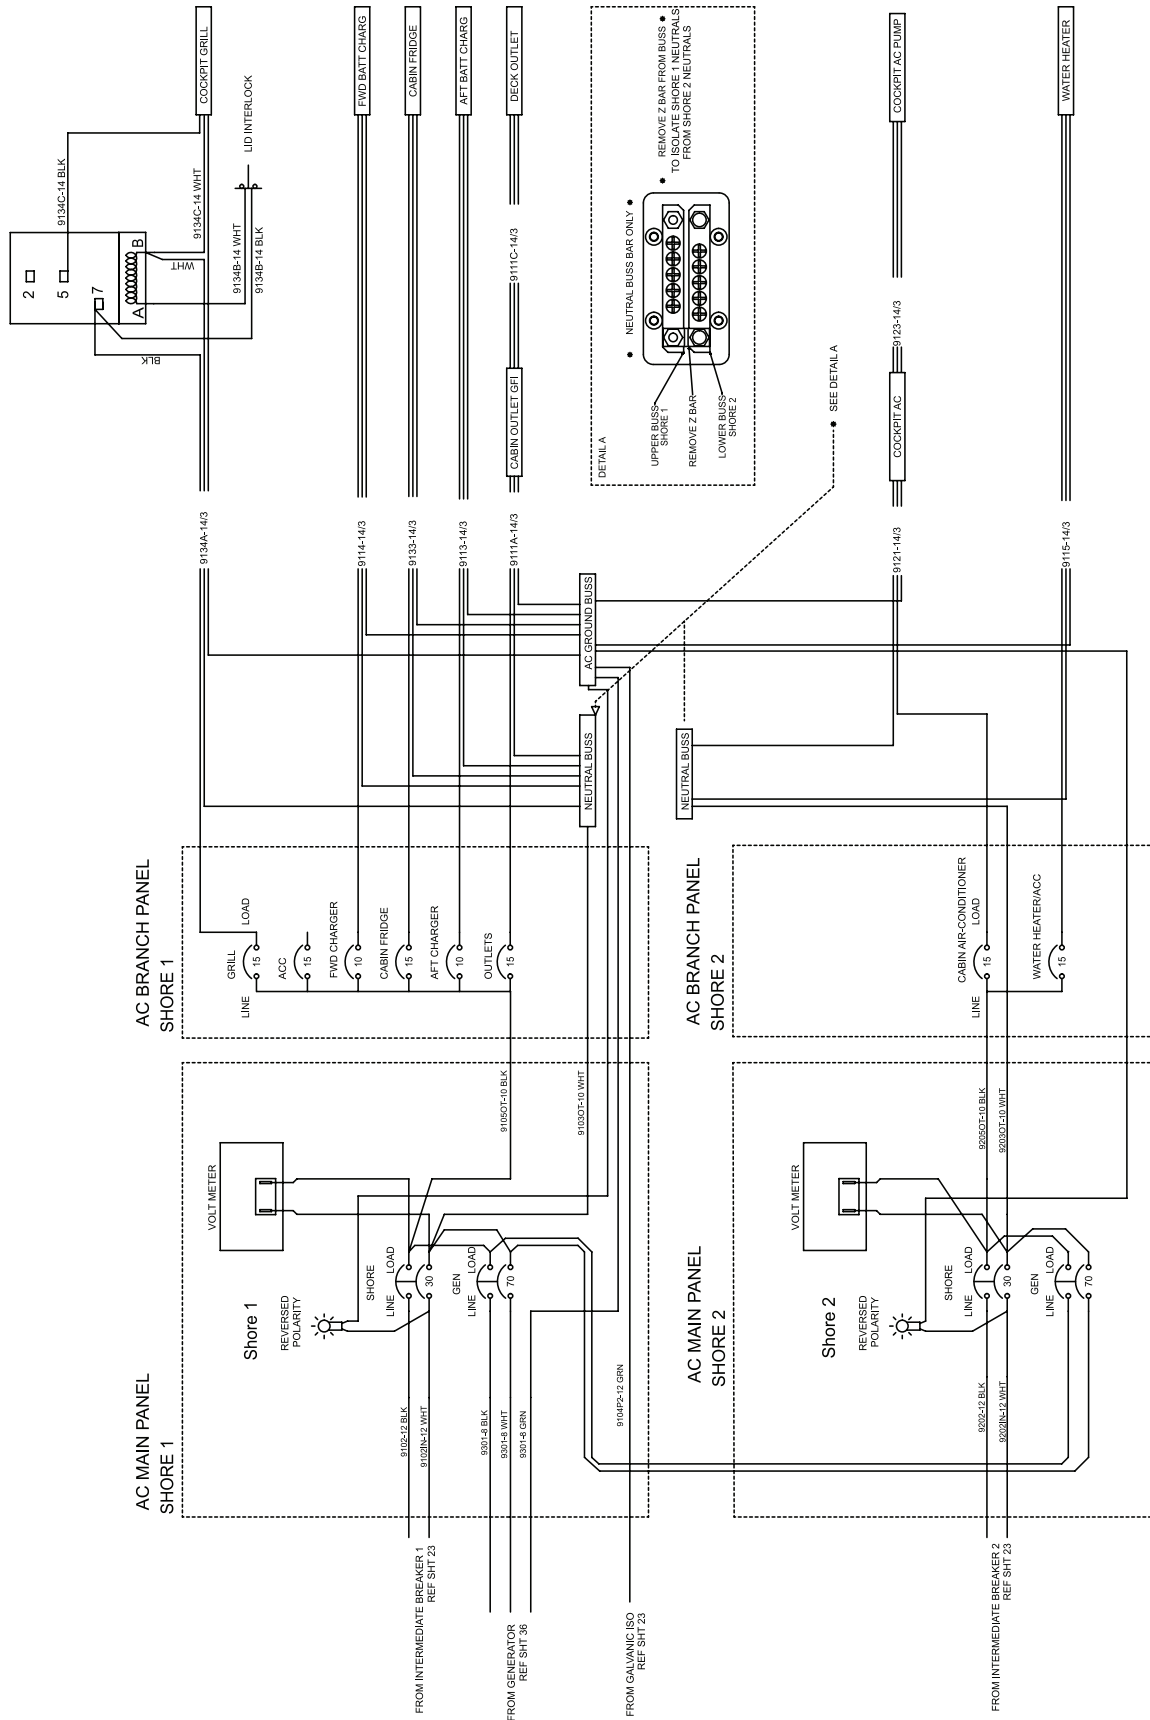 COCKPIT GRILL
FWD BATT CHARG
CABIN FRIDGE
AFT BATT CHARG
DECK OUTLET
COCKPIT AC PUMP
WATER HEATER
9134C-14 BLK
9134C-14 WHT
LID INTERLOCK
9134B-14 WHT
9134B-14 BLK
2
5
7
A
B
WHT
BLK
9111C-14/3
CABIN OUTLET GFI
9134A-14/3
9114-14/3
9133-14/3
9113-14/3
9111A-14/3
DETAIL A
* NEUTRAL BUSS BAR ONLY *
* REMOVE Z BAR FROM BUSS *
TO ISOLATE SHORE 1 NEUTRALS
FROM SHORE 2 NEUTRALS
UPPER BUSS
SHORE 1
REMOVE Z BAR
LOWER BUSS
SHORE 2
* SEE DETAIL A
9123-14/3
COCKPIT AC
9121-14/3
9115-14/3
AC GROUND BUSS
NEUTRAL BUSS
NEUTRAL BUSS
AC BRANCH PANEL
SHORE 1
LINE
LOAD
GRILL
15
ACC
15
FWD CHARGER
10
CABIN FRIDGE
15
AFT CHARGER
10
OUTLETS
15
AC BRANCH PANEL
SHORE 2
CABIN AIR-CONDITIONER
LINE
LOAD
15
WATER HEATER/ACC
15
9105OT-10 BLK
9103OT-10 WHT
9205OT-10 BLK
9203OT-10 WHT
AC MAIN PANEL
SHORE 1
Shore 1
VOLT METER
REVERSED
POLARITY
SHORE
LINE
LOAD
30
GEN
LINE
LOAD
70
9102-12 BLK
9102IN-12 WHT
9301-8 BLK
9301-8 WHT
9301-8 GRN
9104P2-12 GRN
AC MAIN PANEL
SHORE 2
Shore 2
VOLT METER
REVERSED
POLARITY
SHORE
LINE
LOAD
30
GEN
LINE
LOAD
70
9202-12 BLK
9202IN-12 WHT
FROM INTERMEDIATE BREAKER 1
REF SHT 23
FROM GENERATOR
REF SHT 36
FROM GALVANIC ISO
REF SHT 23
FROM INTERMEDIATE BREAKER 2
REF SHT 23